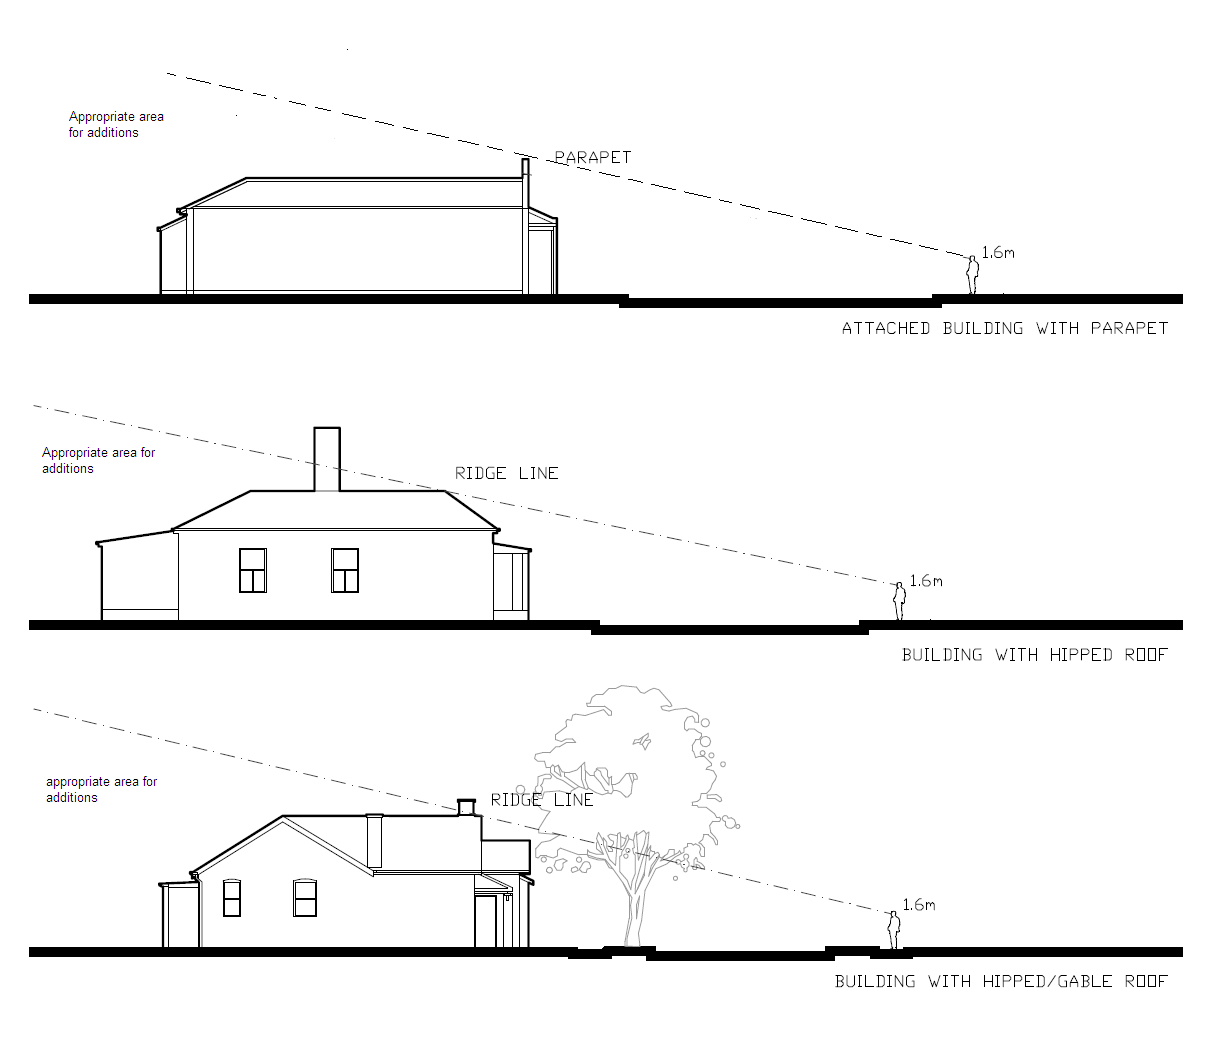 Appropriate area
for additions
PARAPET
1.6m
ATTACHED BUILDING WITH PARAPET
Appropriate area for
additions
RIDGE LINE
1.6m
BUILDING WITH HIPPED ROOF
appropriate area for
additions
RIDGE LINE
1.6m
BUILDING WITH HIPPED/GABLE ROOF